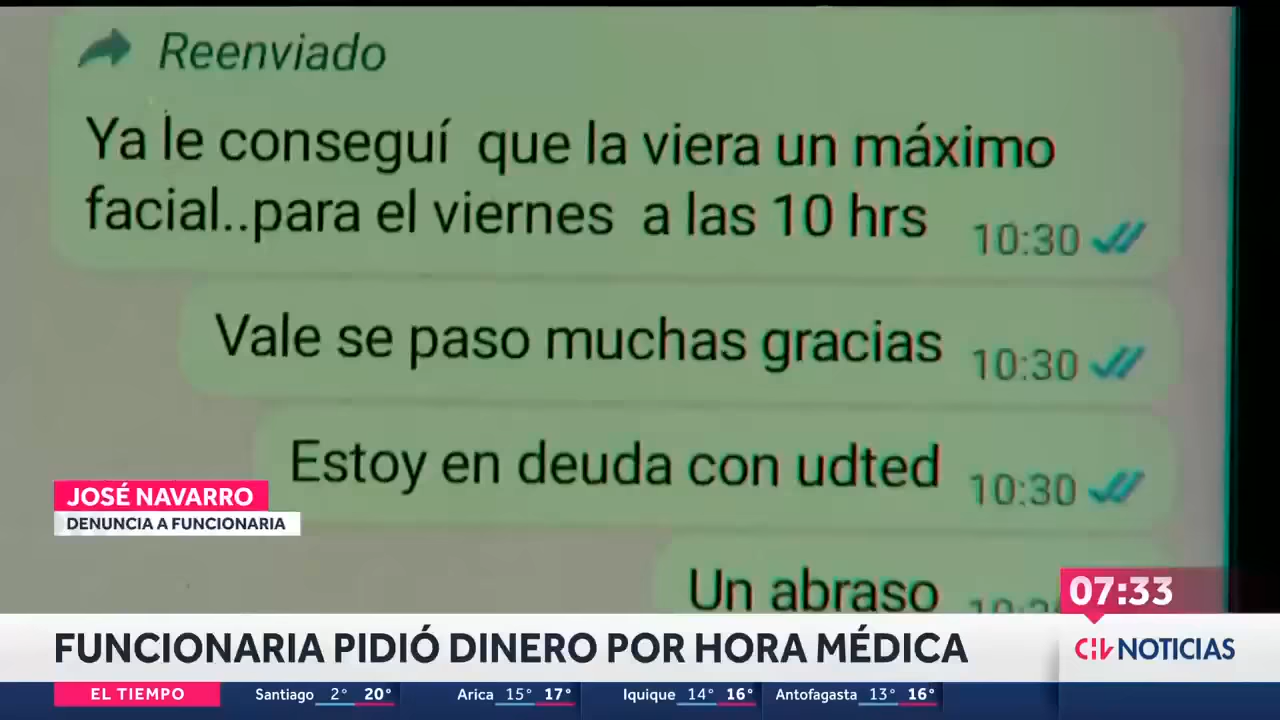 Reenviado
Ya le conseguí que la viera un máximo
facial..para el viernes a las 10 hrs
10:30
Vale se paso muchas gracias
10:30
Estoy en deuda con udted
10:30
Un abraso
JOSÉ NAVARRO
DENUNCIA A FUNCIONARIA
07:33
FUNCIONARIA PIDIÓ DINERO POR HORA MÉDICA
CHV NOTICIAS
EL TIEMPO
Santiago 2° 20° Arica 15° 17° Iquique 14° 16° Antofagasta 13° 16°